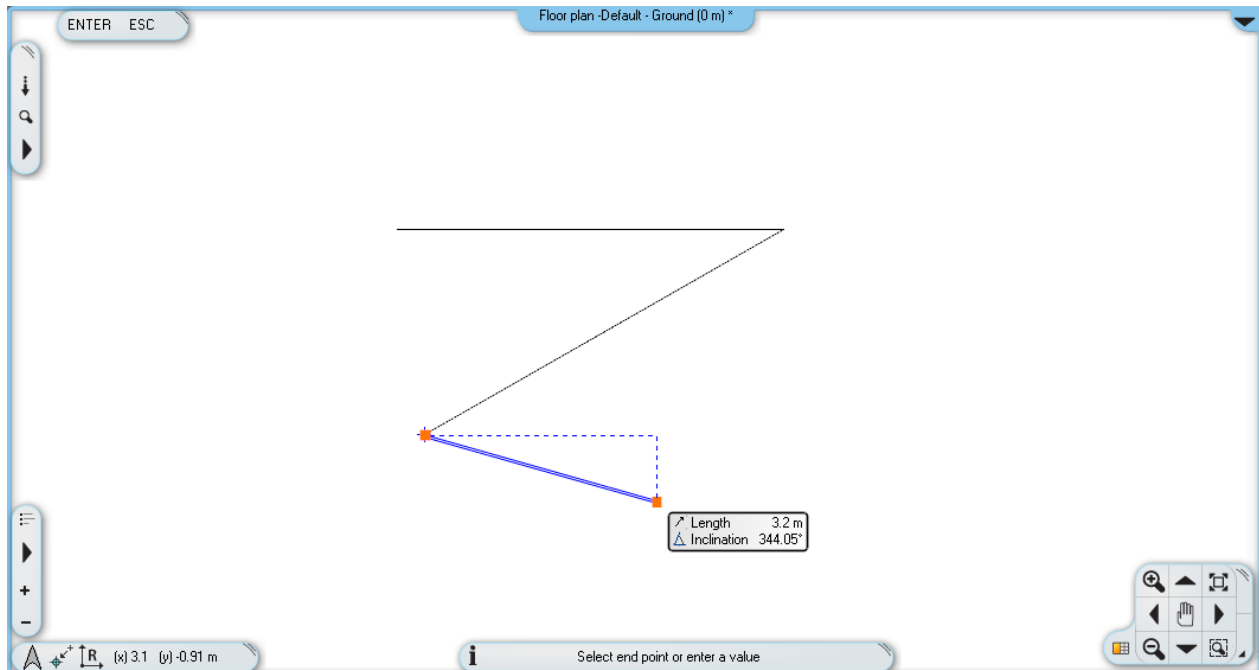 ENTER ESC
Floor plan -Default - Ground (0 m) *
Length 3.2 m
Inclination 344.05°
R (x) 3.1 (y) -0.91 m
i Select end point or enter a value